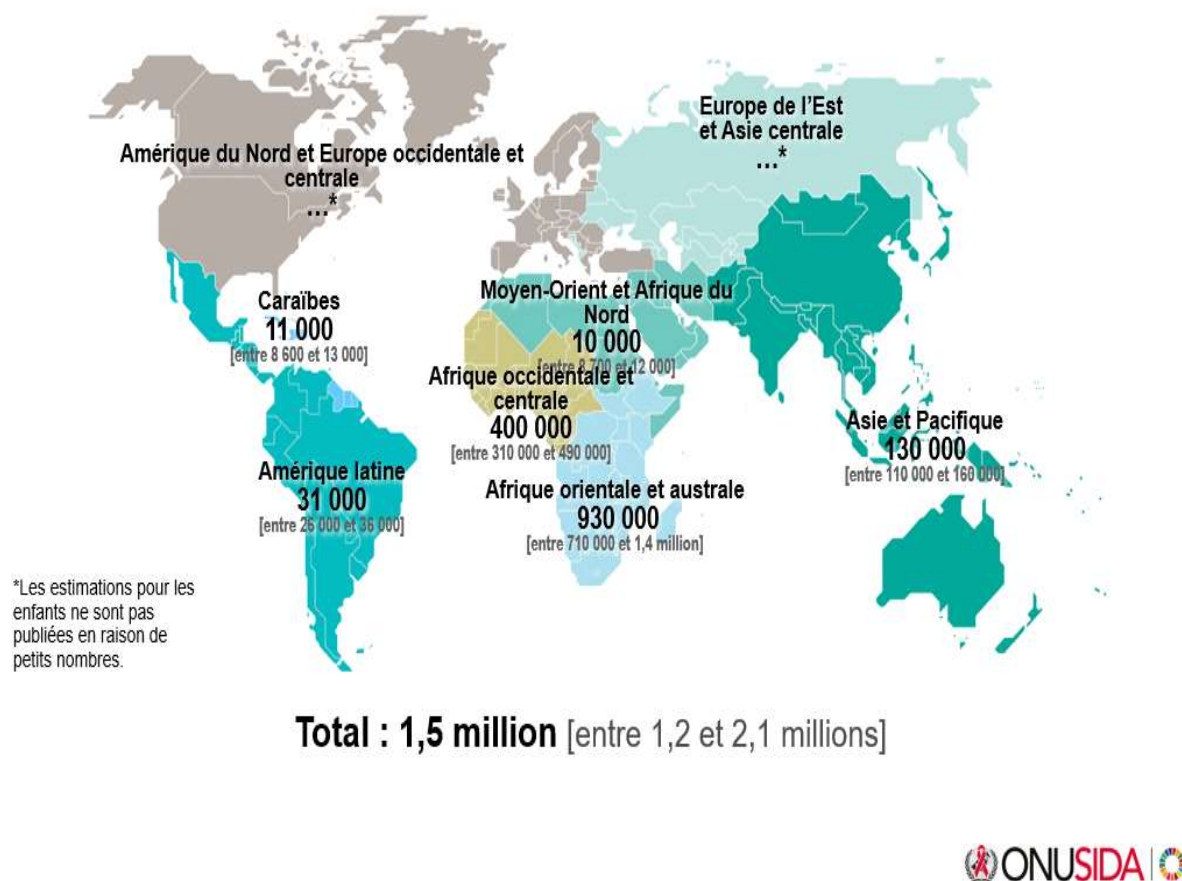 Europe de l'Est
et Asie centrale
...*
Amérique du Nord et Europe occidentale et
centrale
...*
Caraïbes
11 000
[entre 8 600 et 13 000]
Moyen-Orient et Afrique du
Nord
10 000
[entre 8 700 et 12 000]
Afrique occidentale et
centrale
400 000
[entre 310 000 et 490 000]
Asie et Pacifique
130 000
[entre 110 000 et 160 000]
Amérique latine
31 000
[entre 26 000 et 36 000]
Afrique orientale et australe
930 000
[entre 710 000 et 1,4 million]
*Les estimations pour les
enfants ne sont pas
publiées en raison de
petits nombres.
Total : 1,5 million [entre 1,2 et 2,1 millions]
ONUSIDA